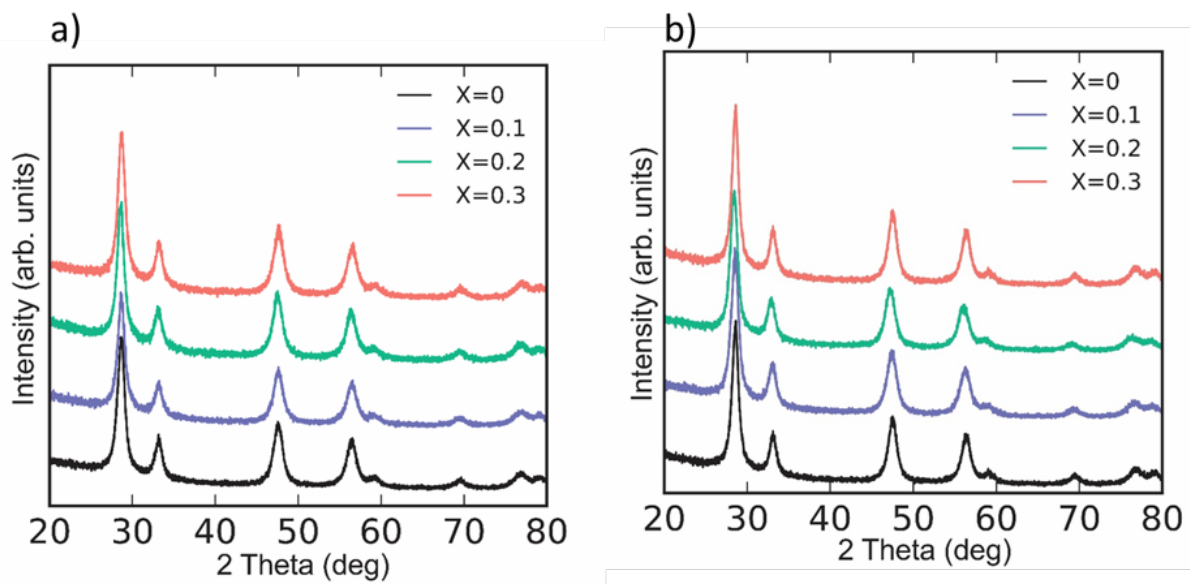 a)
X=0
X=0.1
X=0.2
X=0.3
Intensity (arb. units)
20 30 40 50 60 70 80
2 Theta (deg)
b)
X=0
X=0.1
X=0.2
X=0.3
Intensity (arb. units)
20 30 40 50 60 70 80
2 Theta (deg)